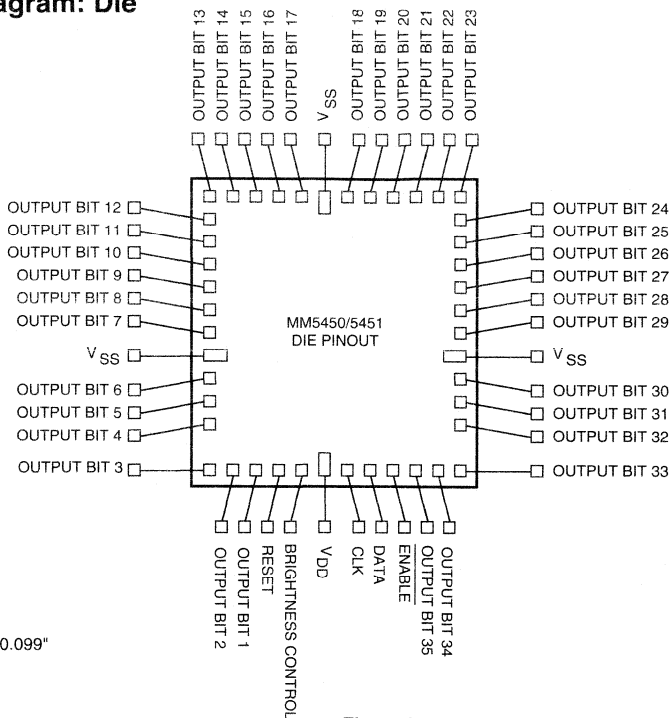 agram: Die
OUTPUT BIT 13
OUTPUT BIT 14
OUTPUT BIT 15
OUTPUT BIT 16
OUTPUT BIT 17
VSS
OUTPUT BIT 18
OUTPUT BIT 19
OUTPUT BIT 20
OUTPUT BIT 21
OUTPUT BIT 22
OUTPUT BIT 23
OUTPUT BIT 12
OUTPUT BIT 11
OUTPUT BIT 10
OUTPUT BIT 9
OUTPUT BIT 8
OUTPUT BIT 7
VSS
OUTPUT BIT 6
OUTPUT BIT 5
OUTPUT BIT 4
OUTPUT BIT 3
MM5450/5451
DIE PINOUT
OUTPUT BIT 24
OUTPUT BIT 25
OUTPUT BIT 26
OUTPUT BIT 27
OUTPUT BIT 28
OUTPUT BIT 29
VSS
OUTPUT BIT 30
OUTPUT BIT 31
OUTPUT BIT 32
OUTPUT BIT 33
OUTPUT BIT 2
OUTPUT BIT 1
RESET
BRIGHTNESS CONTROL
VDD
CLK
DATA
ENABLE
OUTPUT BIT 35
OUTPUT BIT 34
0.099"